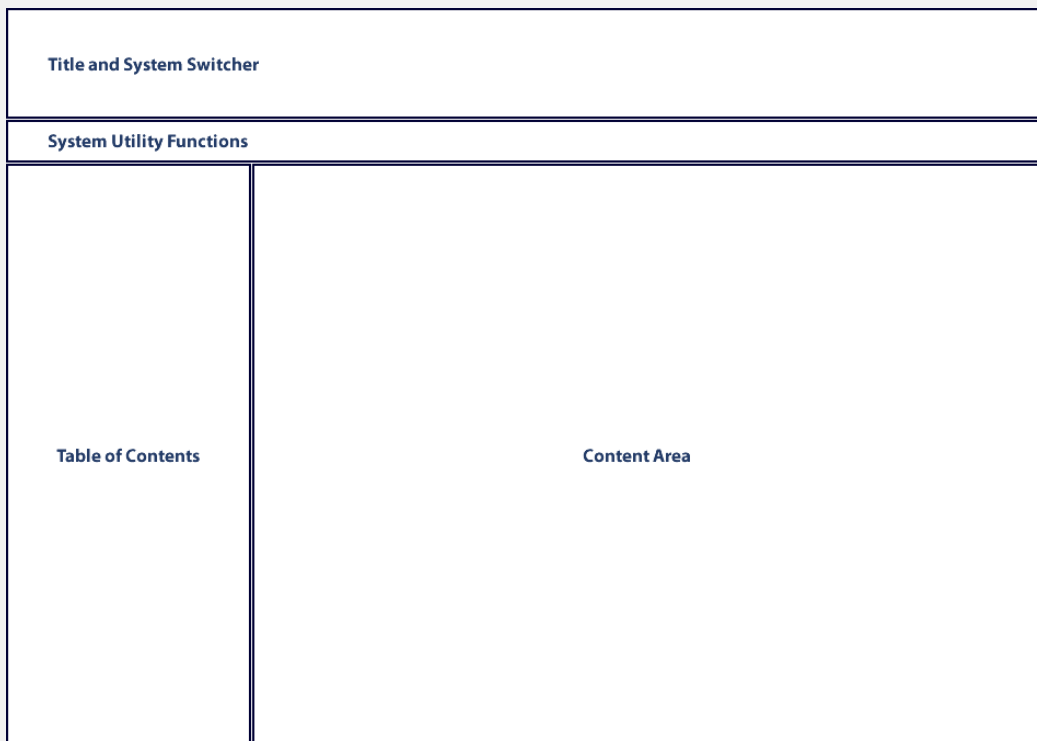 Title and System Switcher
System Utility Functions
Table of Contents
Content Area